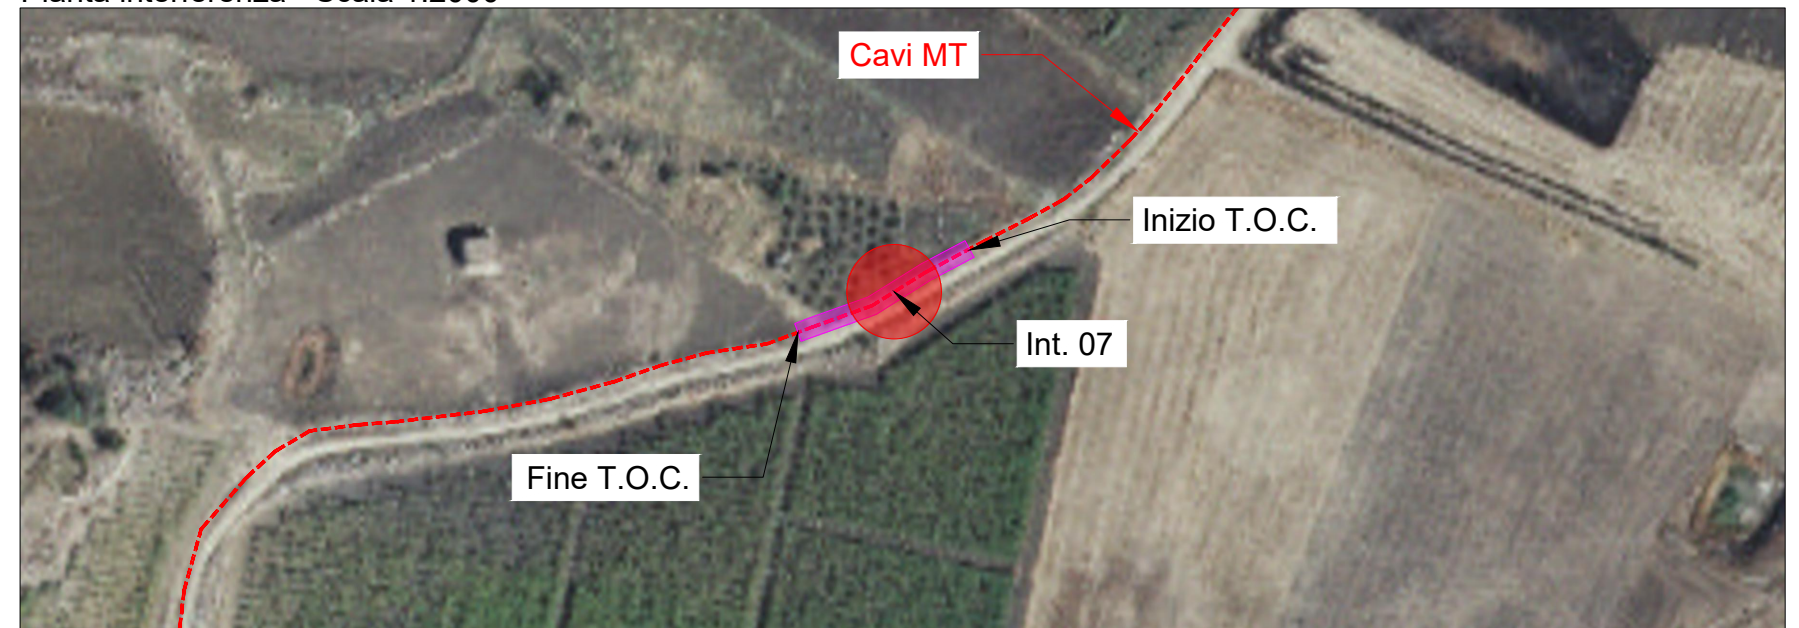 Cavi MT
Inizio T.O.C.
Int. 07
Fine T.O.C.